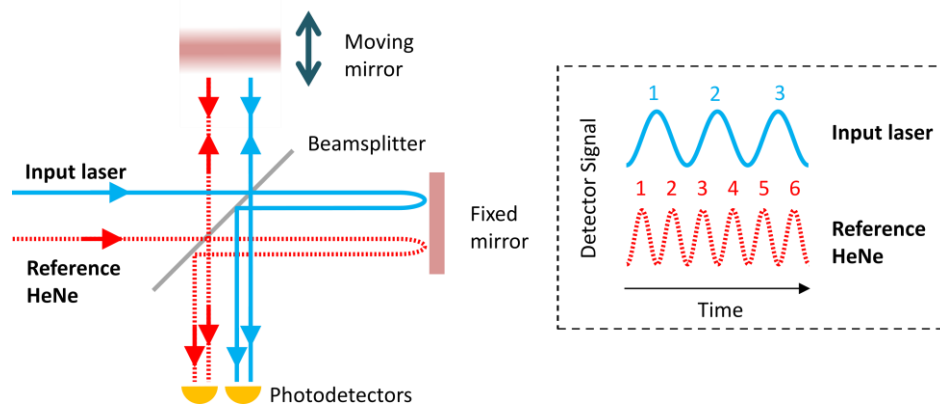 Moving
mirror
Beamsplitter
Input laser
Fixed
mirror
Reference
HeNe
Photodetectors
Detector Signal
1 2 3
Input laser
1 2 3 4 5 6
Reference
HeNe
Time